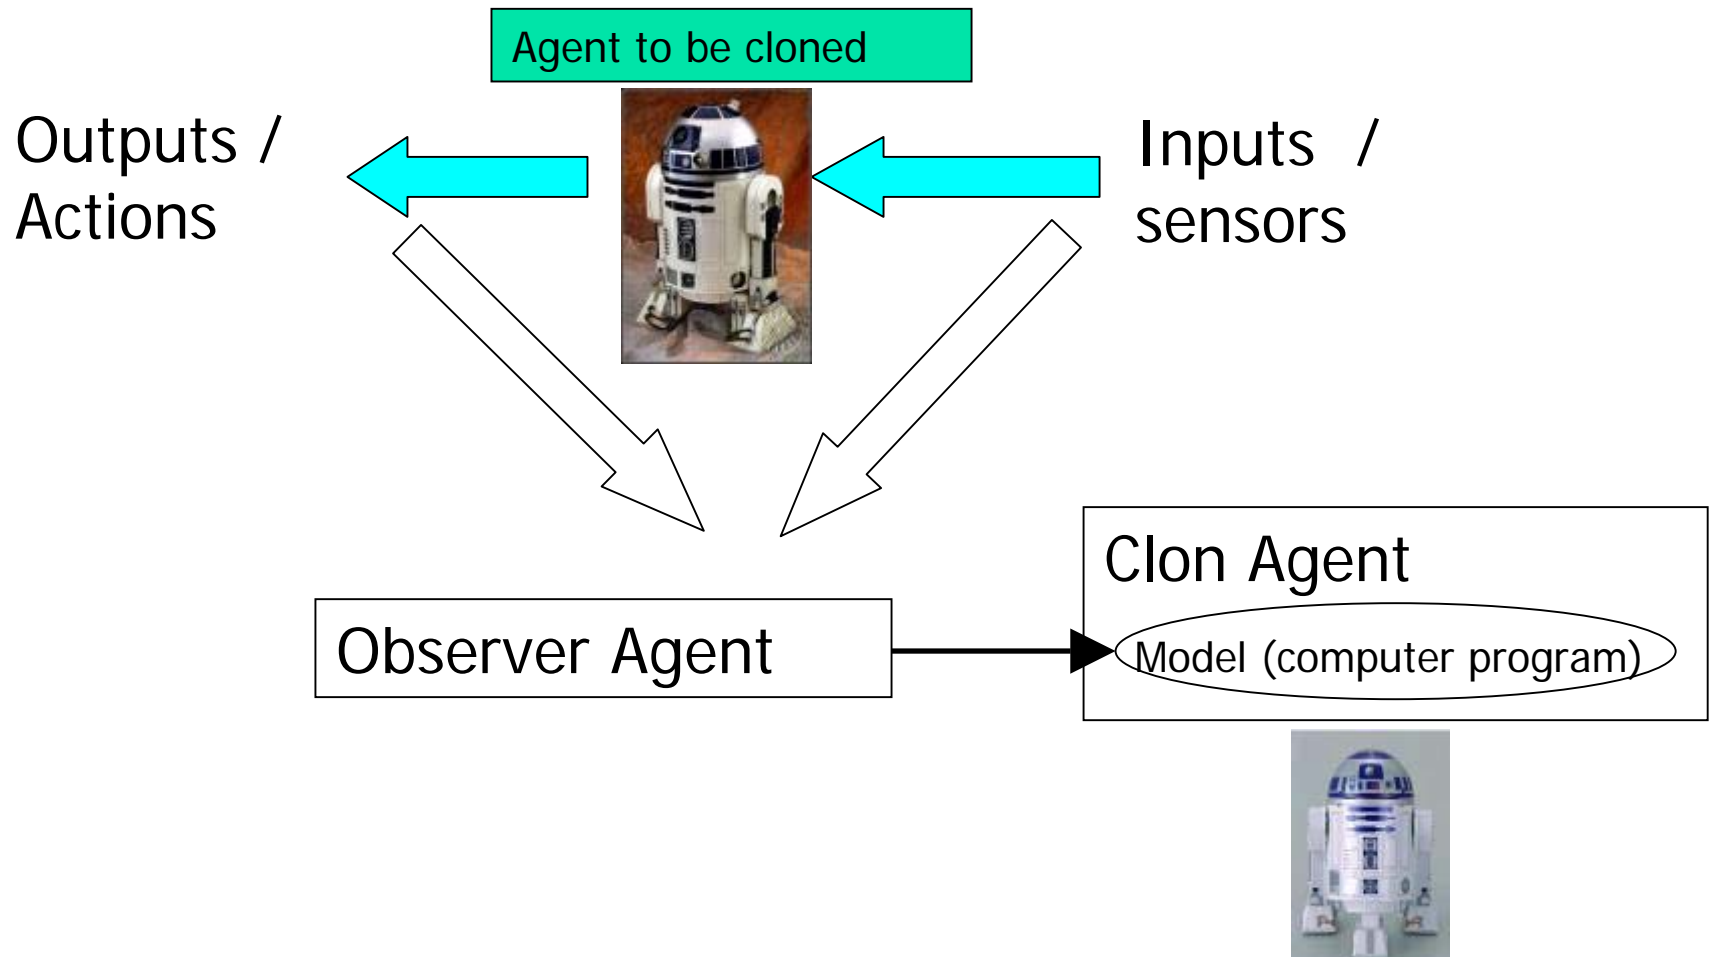 Agent to be cloned
Outputs /
Actions
Inputs /
sensors
Clon Agent
Observer Agent
Model (computer program)